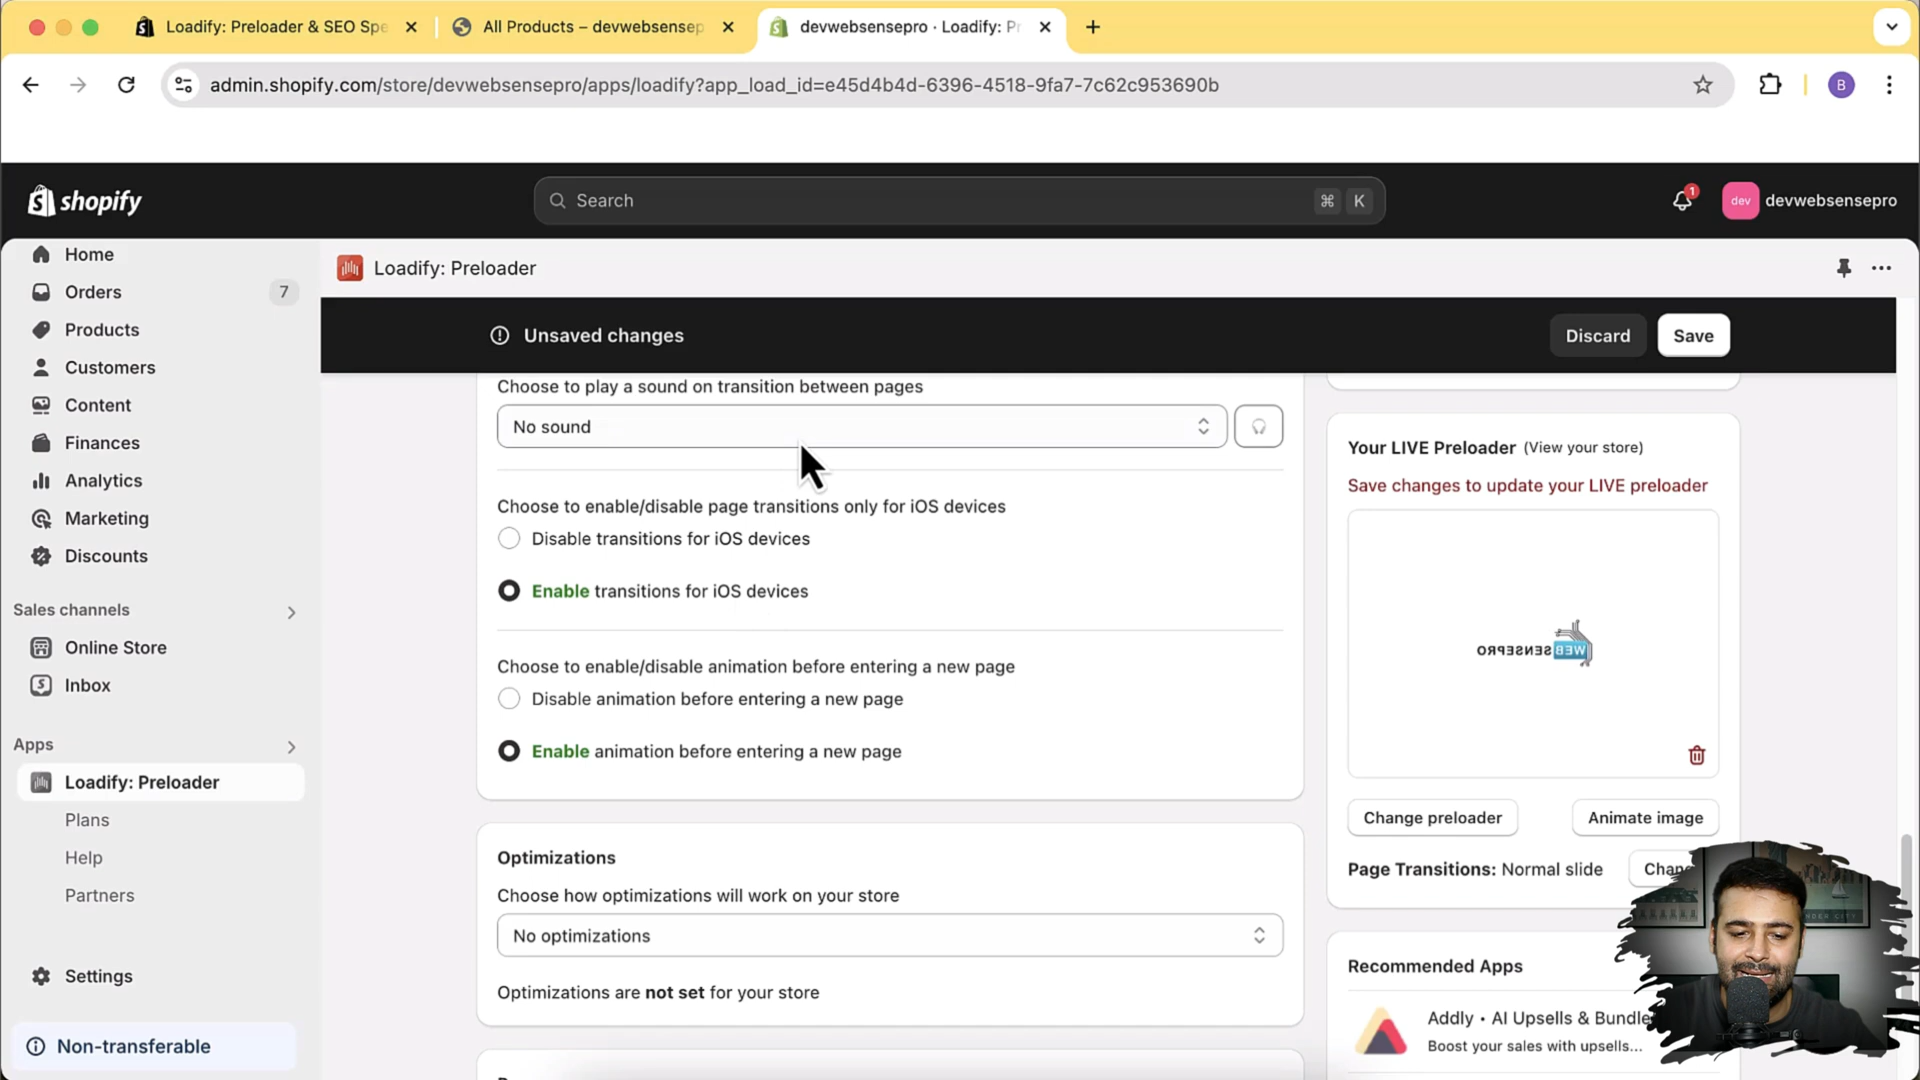 Loadify: Preloader & SEO Spe
All Products – devwebsensep
devwebsensepro · Loadify: Pr
admin.shopify.com/store/devwebsensepro/apps/loadify?app_load_id=e45d4b4d-6396-4518-9fa7-7c62c953690b
B
shopify
Search
⌘ K
1
dev
devwebsensepro
Home
Orders
7
Products
Customers
Content
Finances
Analytics
Marketing
Discounts
Sales channels
Online Store
Inbox
Apps
Loadify: Preloader
Plans
Help
Partners
Settings
Non-transferable
Loadify: Preloader
Unsaved changes
Discard
Save
Choose to play a sound on transition between pages
No sound
Choose to enable/disable page transitions only for iOS devices
Disable transitions for iOS devices
Enable transitions for iOS devices
Choose to enable/disable animation before entering a new page
Disable animation before entering a new page
Enable animation before entering a new page
Optimizations
Choose how optimizations will work on your store
No optimizations
Optimizations are not set for your store
Your LIVE Preloader (View your store)
Save changes to update your LIVE preloader
WEB SENSEPRO
Change preloader
Animate image
Page Transitions: Normal slide
Chang
Recommended Apps
Addly • AI Upsells & Bundle
Boost your sales with upsells...